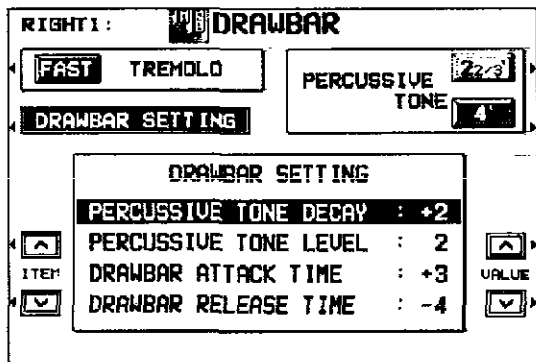 RIGHT1: DRAWBAR
FAST TREMOLO
PERCUSSIVE TONE
2 2/3'
4'
DRAWBAR SETTING
DRAWBAR SETTING
PERCUSSIVE TONE DECAY : +2
PERCUSSIVE TONE LEVEL : 2
DRAWBAR ATTACK TIME : +3
DRAWBAR RELEASE TIME : -4
ITEM
VALUE